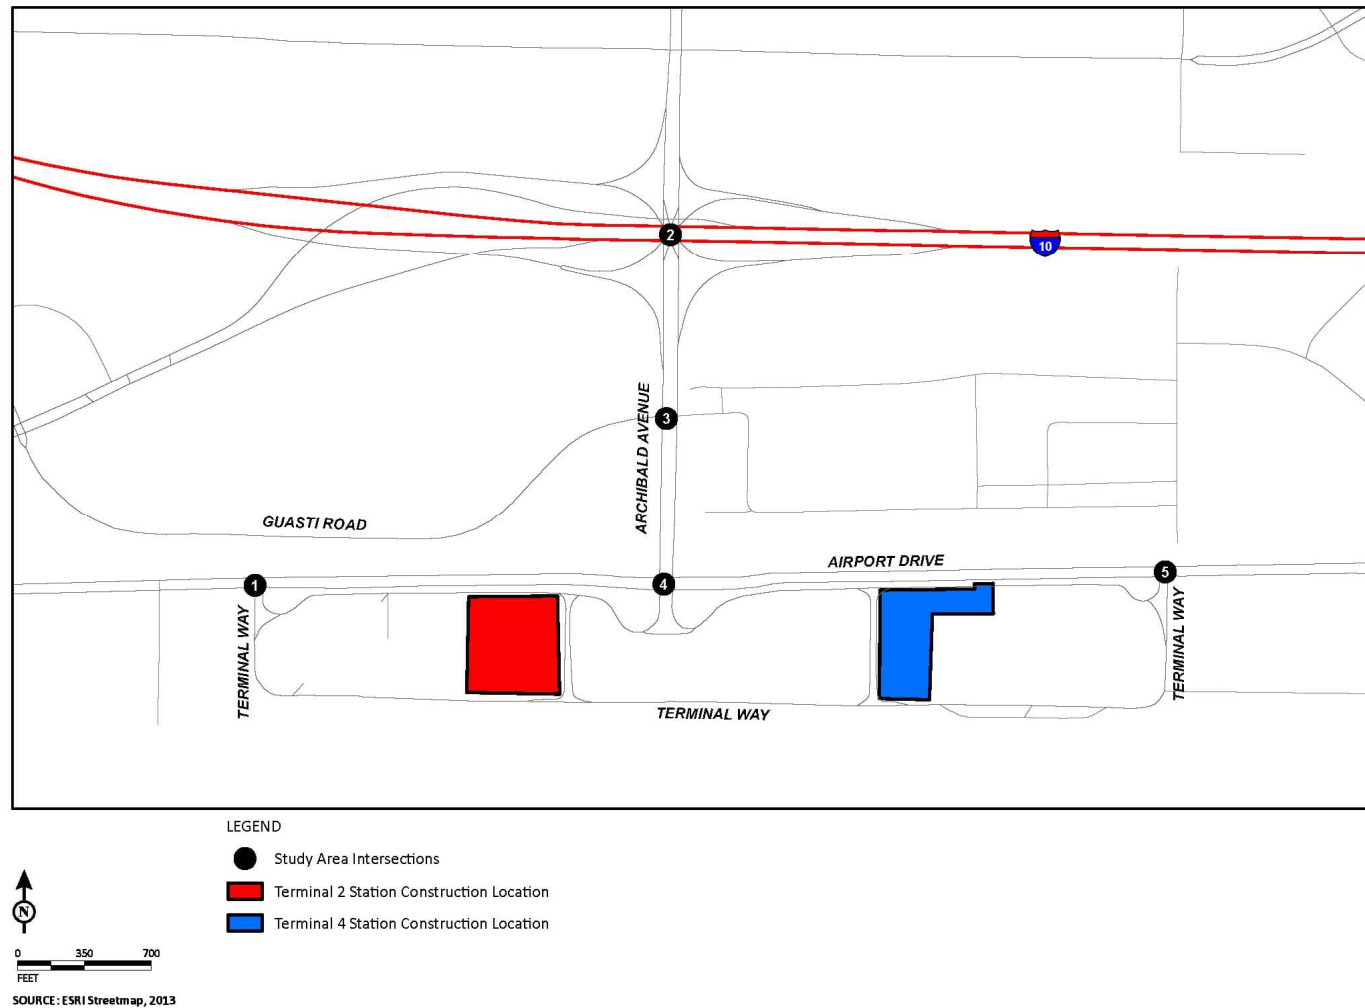 2
10
ARCHIBALD AVENUE
3
GUASTI ROAD
AIRPORT DRIVE
1
4
5
TERMINAL WAY
TERMINAL WAY
TERMINAL WAY
LEGEND
Study Area Intersections
Terminal 2 Station Construction Location
Terminal 4 Station Construction Location
N
0 350 700
FEET
SOURCE: ESRI Streetmap, 2013